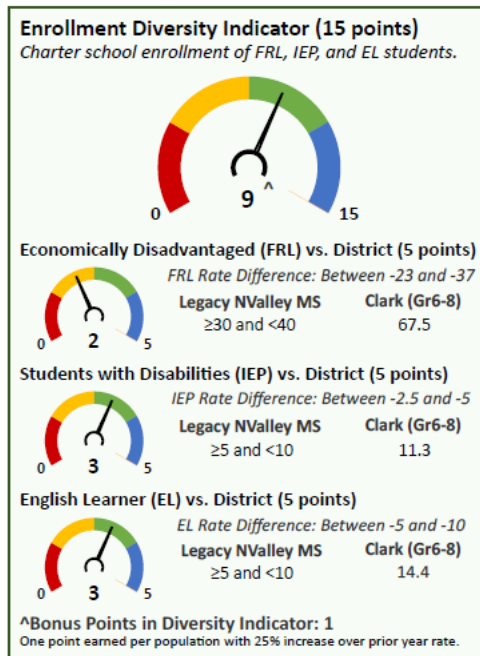 Enrollment Diversity Indicator (15 points)
Charter school enrollment of FRL, IEP, and EL students.
0 9 ^ 15
Economically Disadvantaged (FRL) vs. District (5 points)
FRL Rate Difference: Between -23 and -37
Legacy NValley MS Clark (Gr6-8)
≥30 and <40 67.5
0 2 5
Students with Disabilities (IEP) vs. District (5 points)
IEP Rate Difference: Between -2.5 and -5
Legacy NValley MS Clark (Gr6-8)
≥5 and <10 11.3
0 3 5
English Learner (EL) vs. District (5 points)
EL Rate Difference: Between -5 and -10
Legacy NValley MS Clark (Gr6-8)
≥5 and <10 14.4
0 3 5
^Bonus Points in Diversity Indicator: 1
One point earned per population with 25% increase over prior year rate.